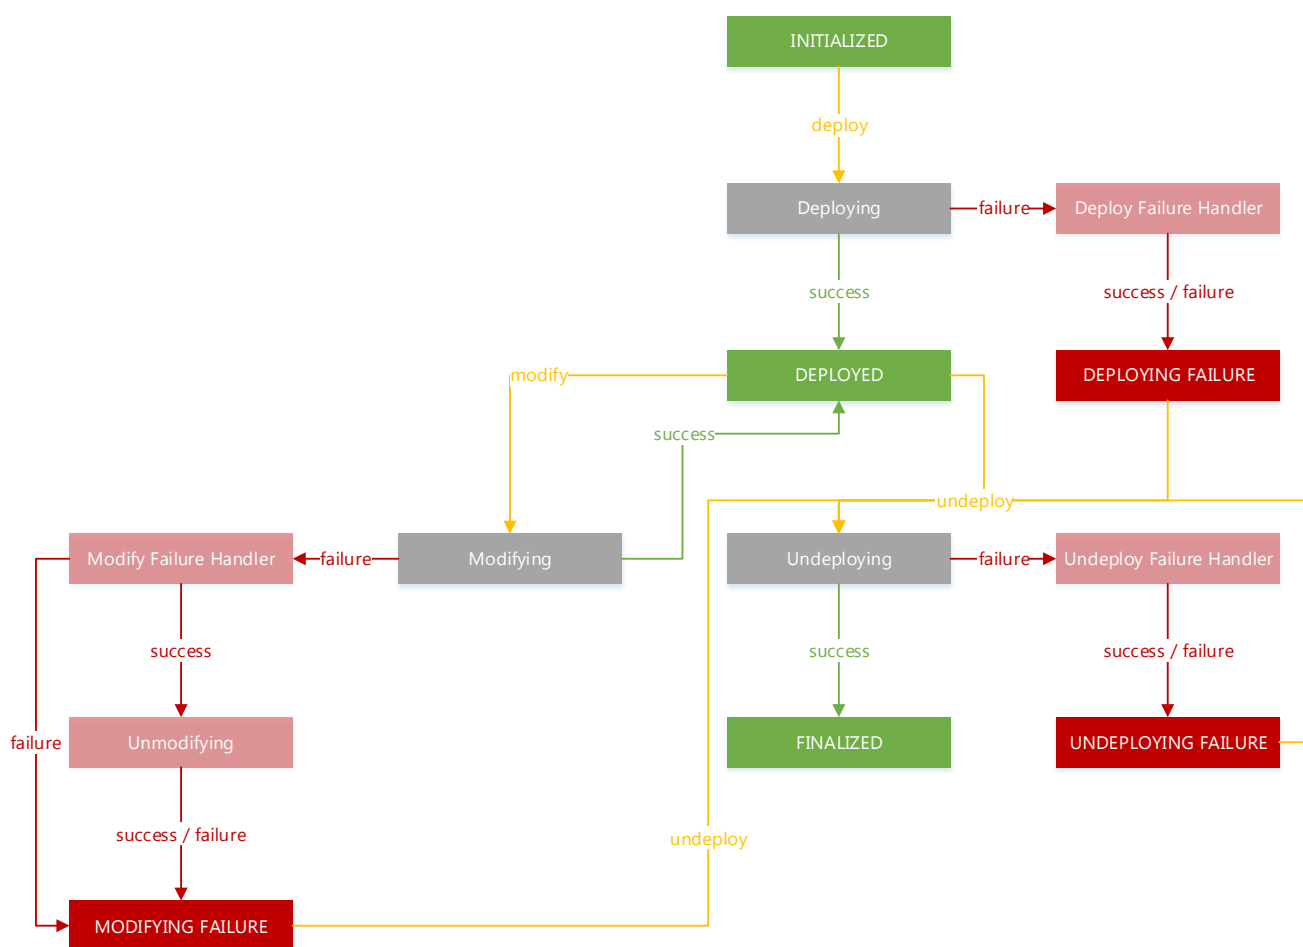 INITIALIZED
deploy
Deploying
failure
Deploy Failure Handler
success
success / failure
modify
DEPLOYED
DEPLOYING FAILURE
success
undeploy
Modify Failure Handler
failure
Modifying
Undeploying
failure
Undeploy Failure Handler
success
success
success / failure
failure
Unmodifying
FINALIZED
UNDEPLOYING FAILURE
success / failure
undeploy
MODIFYING FAILURE